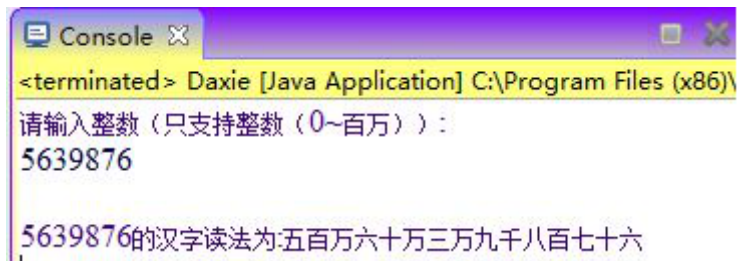 Console
<terminated> Daxie [Java Application] C:\Program Files (x86)\
请输入整数（只支持整数（0~百万））:
5639876
5639876的汉字读法为:五百万六十万三万九千八百七十六